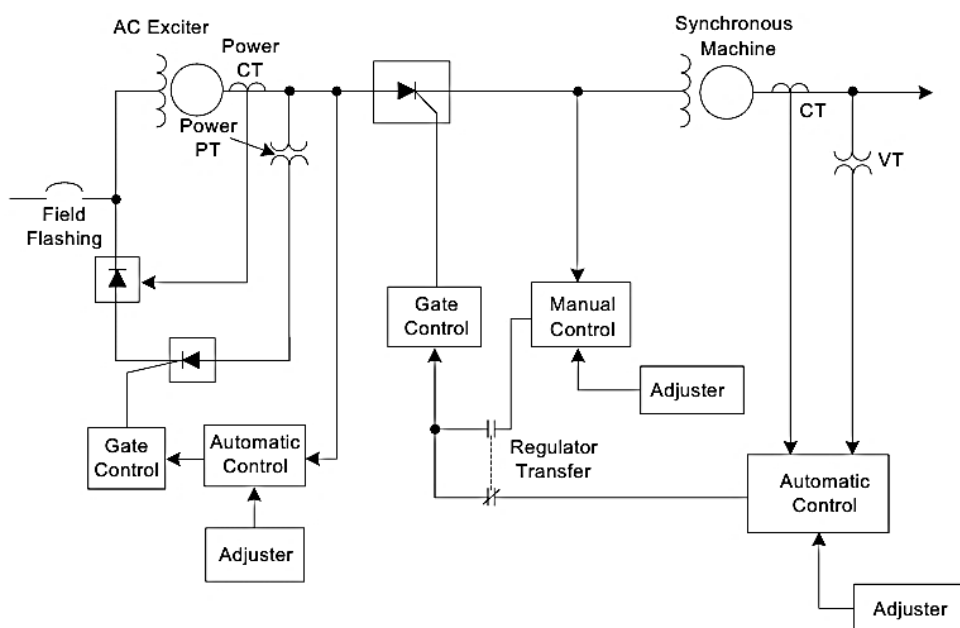 AC Exciter
Power
CT
Synchronous
Machine
CT
Power
PT
VT
Field
Flashing
Gate
Control
Manual
Control
Adjuster
Gate
Control
Automatic
Control
Regulator
Transfer
Automatic
Control
Adjuster
Adjuster